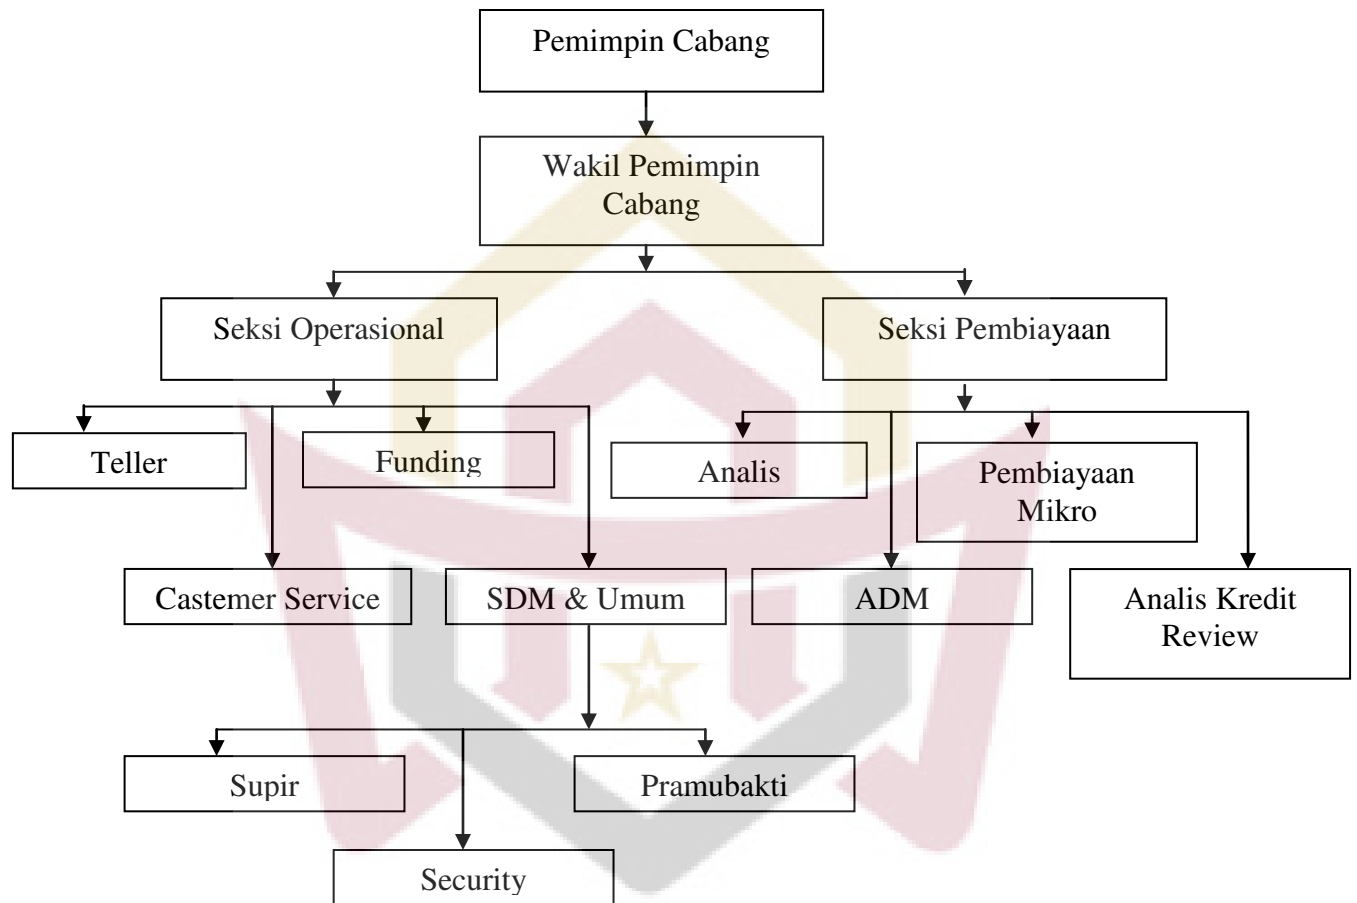 Pemimpin Cabang
Wakil Pemimpin
Cabang
Seksi Operasional
Seksi Pembiayaan
Teller
Funding
Analis
Pembiayaan
Mikro
Castemer Service
SDM & Umum
ADM
Analis Kredit
Review
Supir
Pramubakti
Security